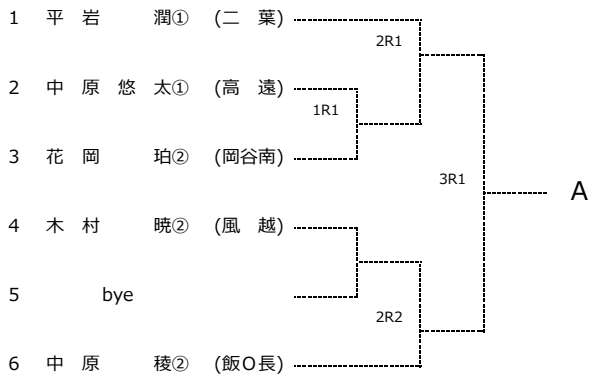 1 平 岩 潤① (二 葉)
2R1
2 中 原 悠 太① (高 遠)
1R1
3 花 岡 珀② (岡谷南)
3R1
A
4 木 村 暁② (風 越)
5 bye
2R2
6 中 原 稜② (飯O長)